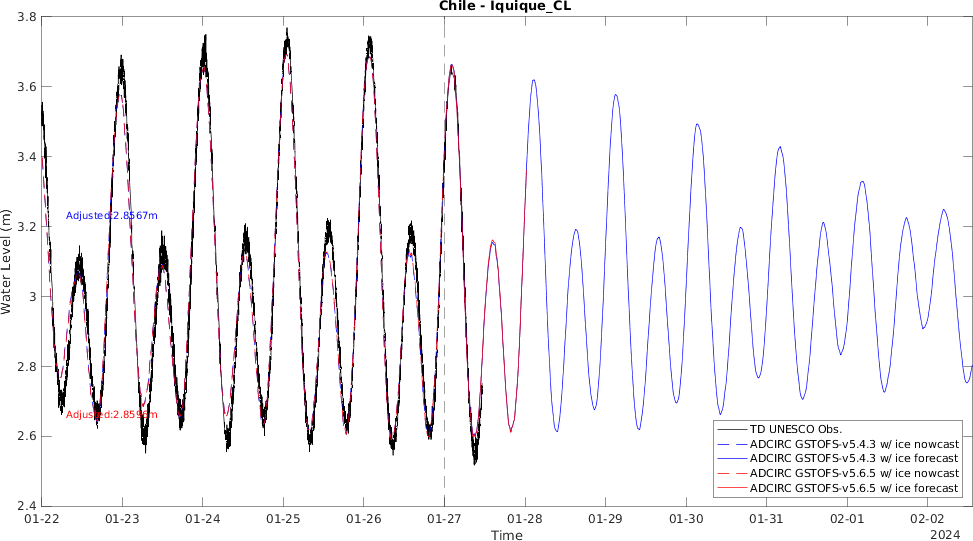 Chile - Iquique_CL
Water Level (m)
3.8
3.6
3.4
3.2
3
2.8
2.6
2.4
Adjusted:2.8567m
Adjusted:2.8596m
TD UNESCO Obs.
ADCIRC GSTOFS-v5.4.3 w/ ice nowcast
ADCIRC GSTOFS-v5.4.3 w/ ice forecast
ADCIRC GSTOFS-v5.6.5 w/ ice nowcast
ADCIRC GSTOFS-v5.6.5 w/ ice forecast
01-22 01-23 01-24 01-25 01-26 01-27 01-28 01-29 01-30 01-31 02-01 02-02
Time
2024